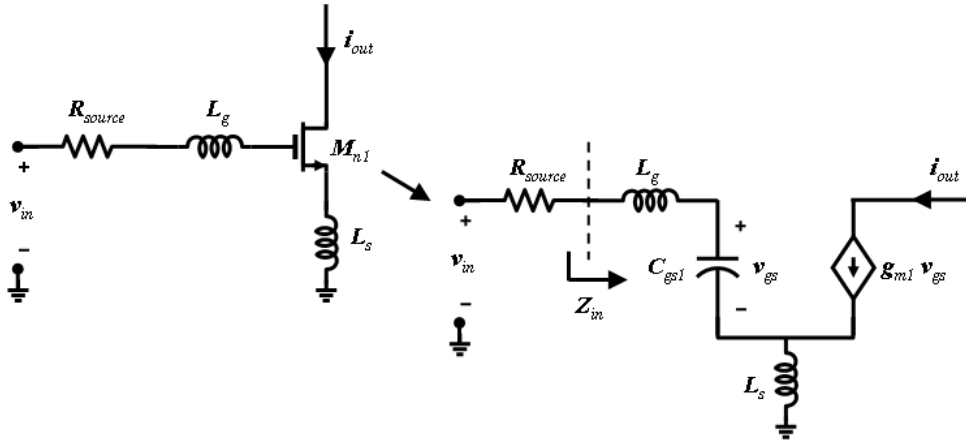 i_out
R_source
L_g
M_n1
+
v_in
-
L_s
R_source
L_g
i_out
+
v_in
-
Z_in
C_gs1
+
v_gs
-
g_m1 v_gs
L_s